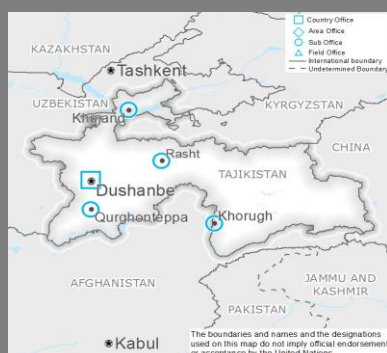 Country Office
Area Office
Sub Office
Field Office
International boundary
Undetermined Boundary
KAZAKHSTAN
Tashkent
UZBEKISTAN
KYRGYZSTAN
Khujand
CHINA
Rasht
TAJIKISTAN
Dushanbe
Qurghonteppa
Khorugh
AFGHANISTAN
JAMMU AND
KASHMIR
PAKISTAN
Kabul
The boundaries and names and the designations
used on this map do not imply official endorsement
or acceptance by the United Nations